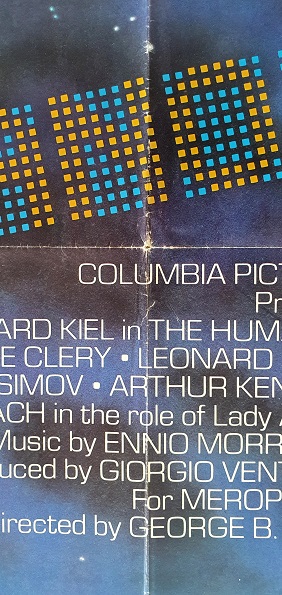 COLUMBIA PICT
Pr
ARD KIEL in THE HUMA
E CLERY • LEONARD
SIMOV • ARTHUR KEN
ACH in the role of Lady A
Music by ENNIO MORR
uced by GIORGIO VENT
For MEROP
irected by GEORGE B.